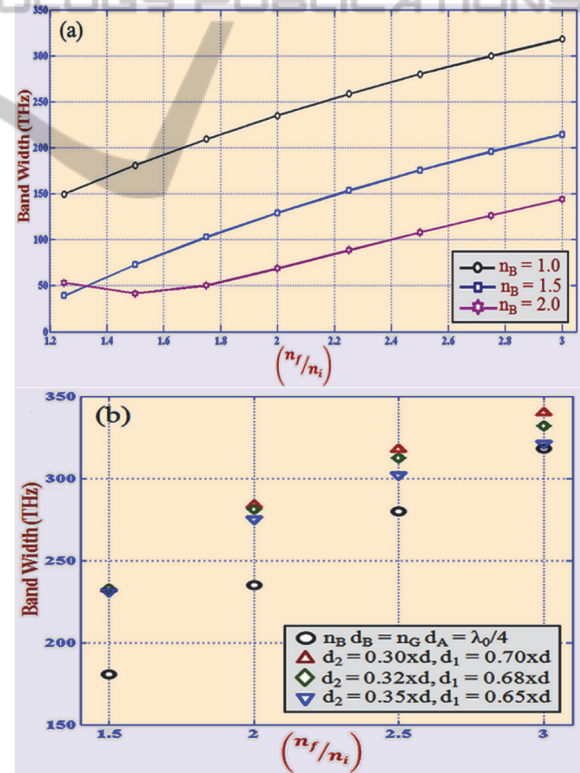 OLOGY PUBLICATIONS
(a)
Band Width (THz)
350
300
250
200
150
100
50
0
1.2 1.4 1.6 1.8 2 2.2 2.4 2.6 2.8 3
n_B = 1.0
n_B = 1.5
n_B = 2.0
(n_f/n_i)
(b)
Band Width (THz)
350
300
250
200
150
1.5 2 2.5 3
n_B d_B = n_G d_A = λ_0/4
d_2 = 0.30xd, d_1 = 0.70xd
d_2 = 0.32xd, d_1 = 0.68xd
d_2 = 0.35xd, d_1 = 0.65xd
(n_f/n_i)